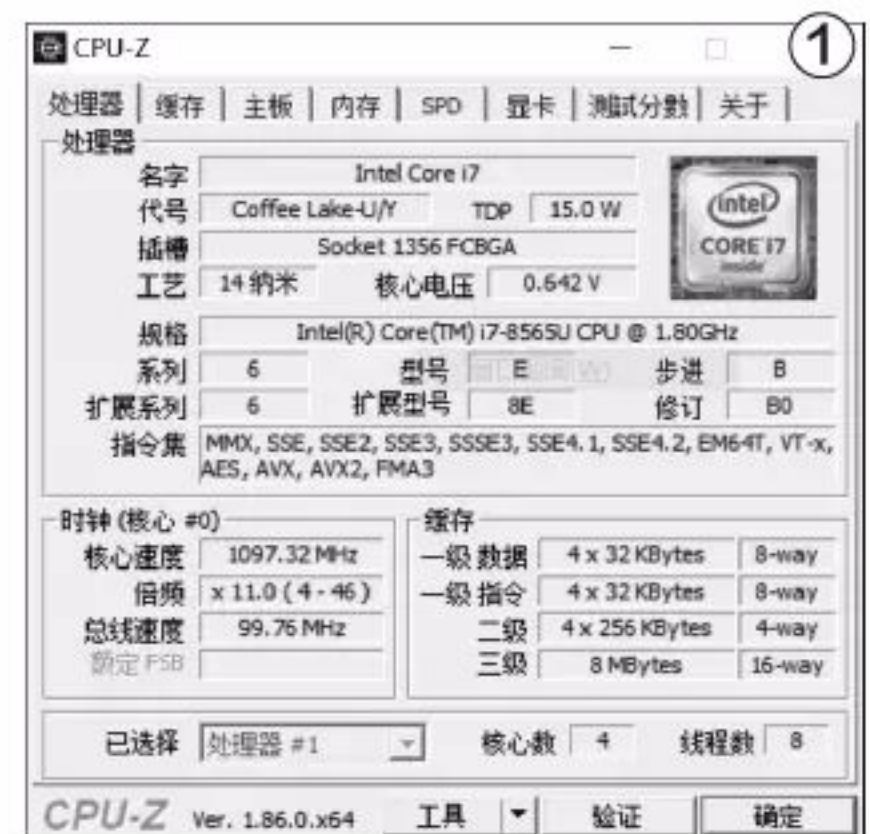 CPU-Z
①
处理器 缓存 主板 内存 SPD 显卡 测试分数 关于
处理器
名字 Intel Core i7
代号 Coffee Lake-U/Y TDP 15.0 W
插槽 Socket 1356 FCBGA
工艺 14 纳米 核心电压 0.642 V
intel
CORE i7
inside
规格 Intel(R) Core(TM) i7-8565U CPU @ 1.80GHz
系列 6 型号 E 步进 B
扩展系列 6 扩展型号 8E 修订 B0
指令集 MMX, SSE, SSE2, SSE3, SSSE3, SSE4.1, SSE4.2, EM64T, VT-x,
AES, AVX, AVX2, FMA3
时钟 (核心 #0)
核心速度 1097.32 MHz
倍频 x 11.0 ( 4 - 46 )
总线速度 99.76 MHz
额定 FSB
缓存
一级 数据 4 x 32 KBytes 8-way
一级 指令 4 x 32 KBytes 8-way
二级 4 x 256 KBytes 4-way
三级 8 MBytes 16-way
已选择 处理器 #1 核心数 4 线程数 8
CPU-Z Ver. 1.86.0.x64 工具 验证 确定